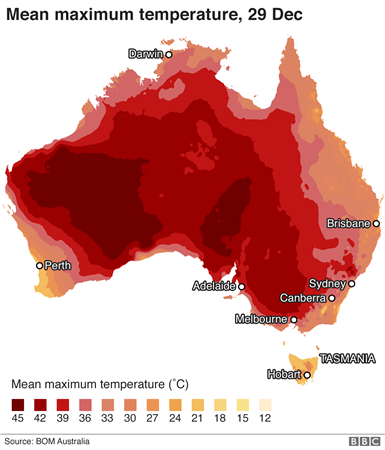 Mean maximum temperature, 29 Dec
Darwin
Brisbane
Perth
Adelaide
Sydney
Canberra
Melbourne
TASMANIA
Hobart
Mean maximum temperature (°C)
45 42 39 36 33 30 27 24 21 18 15 12
Source: BOM Australia
BBC